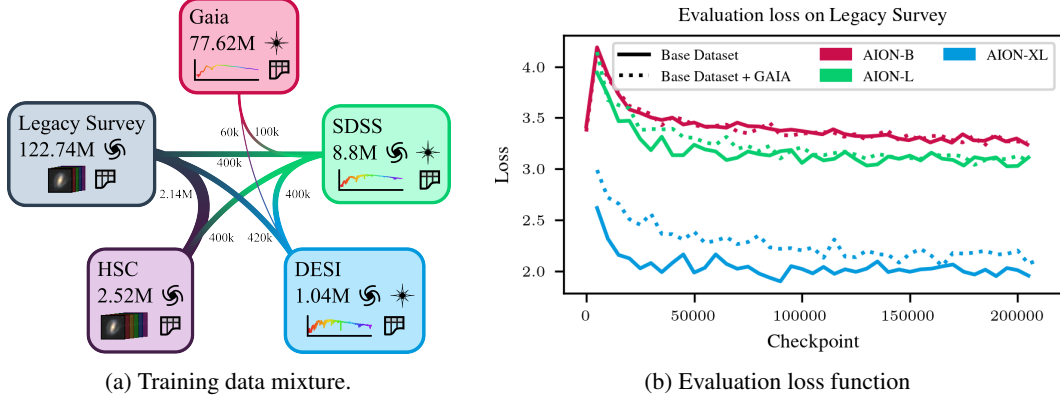 Gaia
77.62M
60k
100k
Legacy Survey
122.74M
SDSS
8.8M
400k
2.14M
400k
400k
420k
HSC
2.52M
DESI
1.04M
(a) Training data mixture.
Evaluation loss on Legacy Survey
Base Dataset
Base Dataset + GAIA
AION-B
AION-L
AION-XL
Loss
4.0
3.5
3.0
2.5
2.0
0
50000
100000
150000
200000
Checkpoint
(b) Evaluation loss function